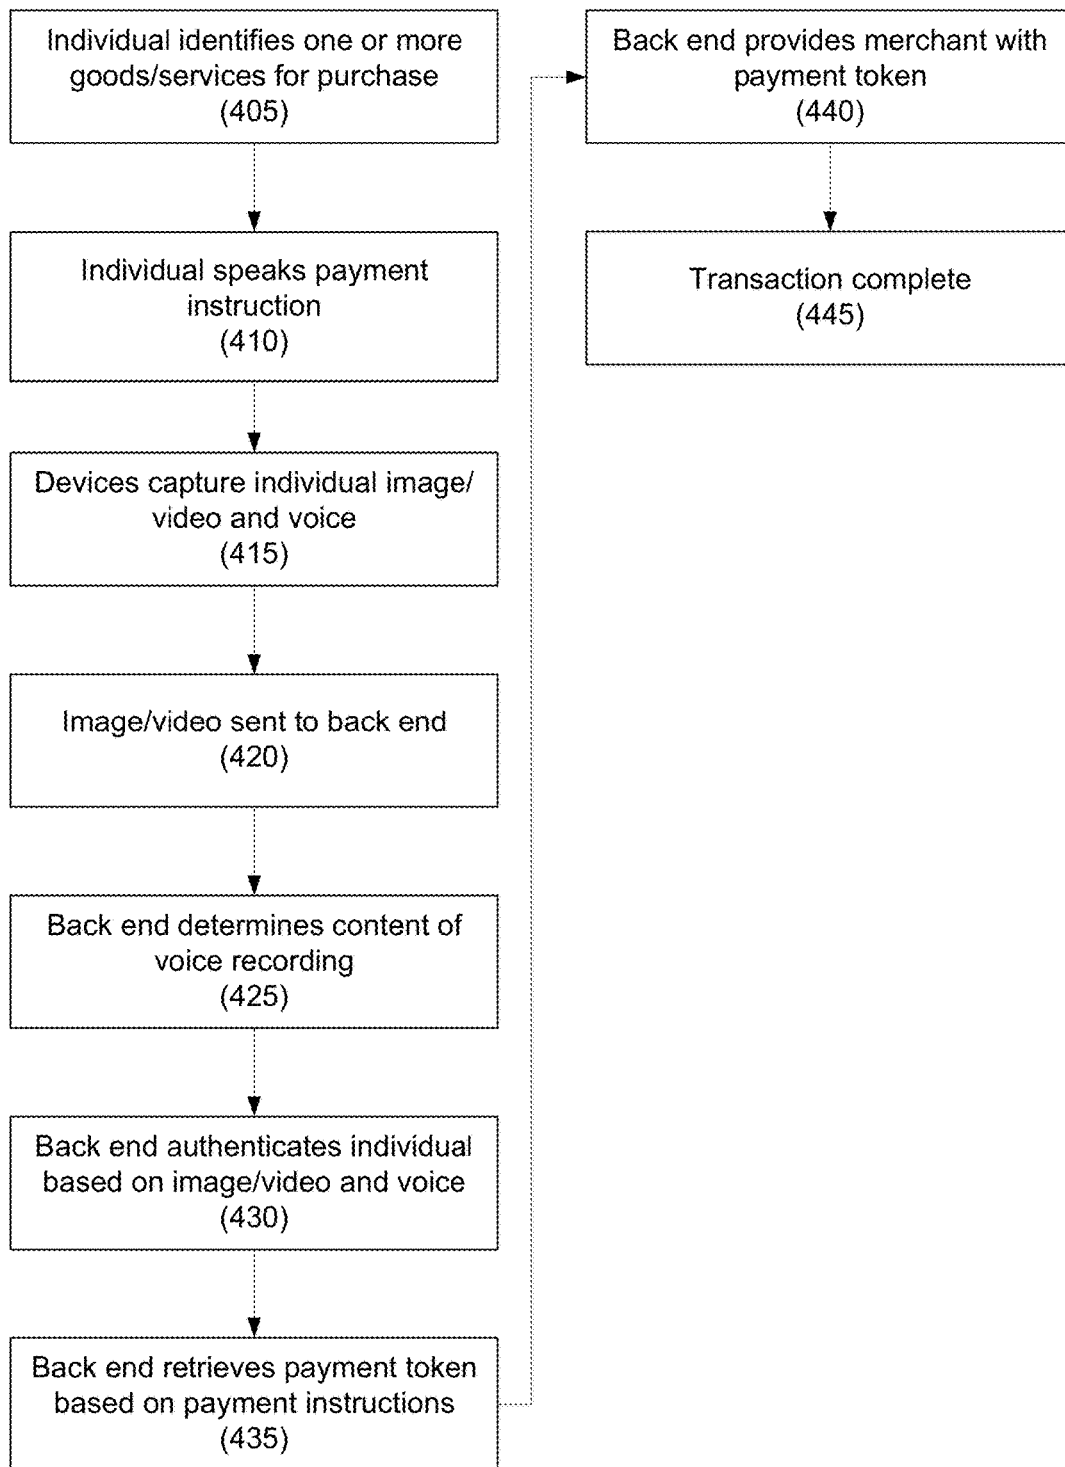 Individual identifies one or more
goods/services for purchase
(405)
Individual speaks payment
instruction
(410)
Devices capture individual image/
video and voice
(415)
Image/video sent to back end
(420)
Back end determines content of
voice recording
(425)
Back end authenticates individual
based on image/video and voice
(430)
Back end retrieves payment token
based on payment instructions
(435)
Back end provides merchant with
payment token
(440)
Transaction complete
(445)